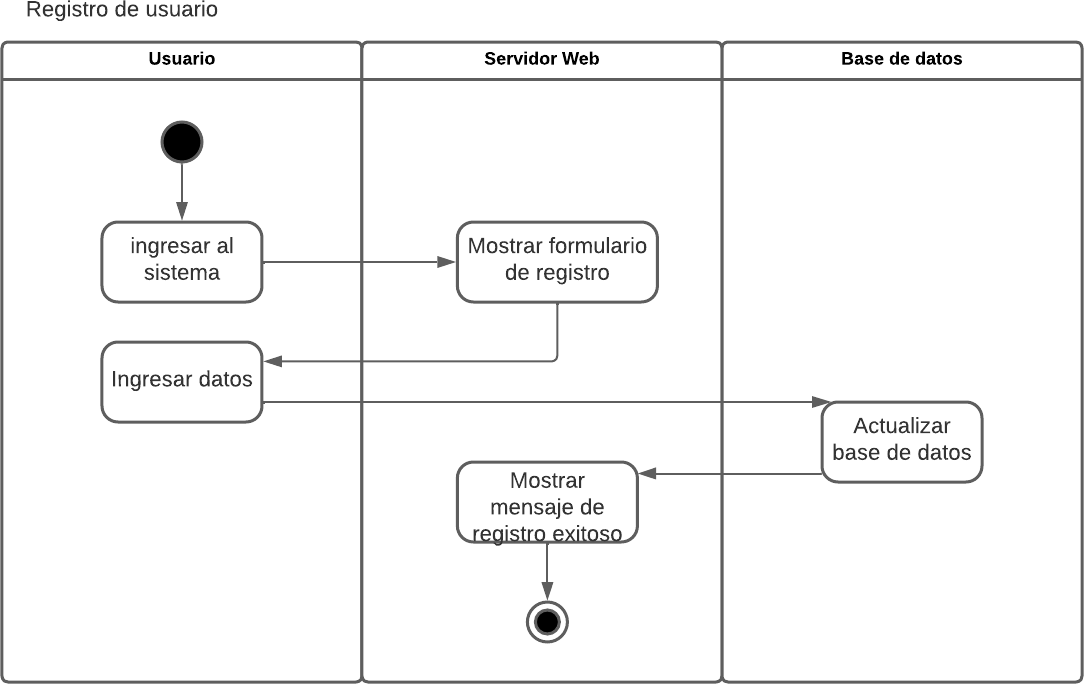 Registro de usuario
Usuario
Servidor Web
Base de datos
ingresar al
sistema
Mostrar formulario
de registro
Ingresar datos
Actualizar
base de datos
Mostrar
mensaje de
registro exitoso